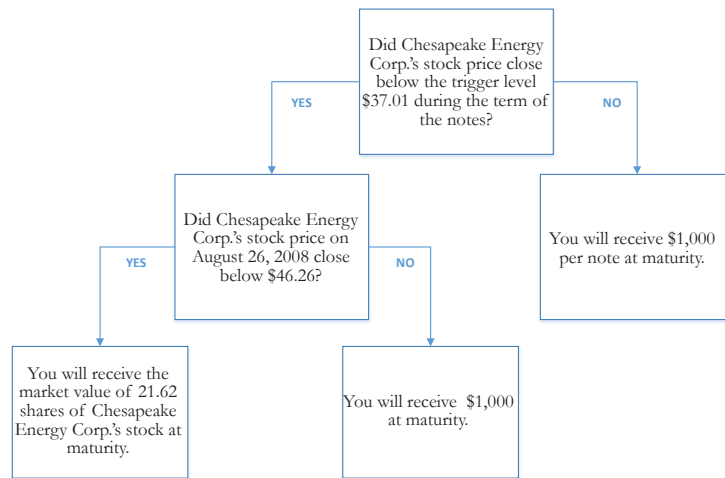 Did Chesapeake Energy
Corp.'s stock price close
below the trigger level
$37.01 during the term of
the notes?
YES
NO
Did Chesapeake Energy
Corp.'s stock price on
August 26, 2008 close
below $46.26?
You will receive $1,000
per note at maturity.
YES
NO
You will receive the
market value of 21.62
shares of Chesapeake
Energy Corp.'s stock at
maturity.
You will receive $1,000
at maturity.